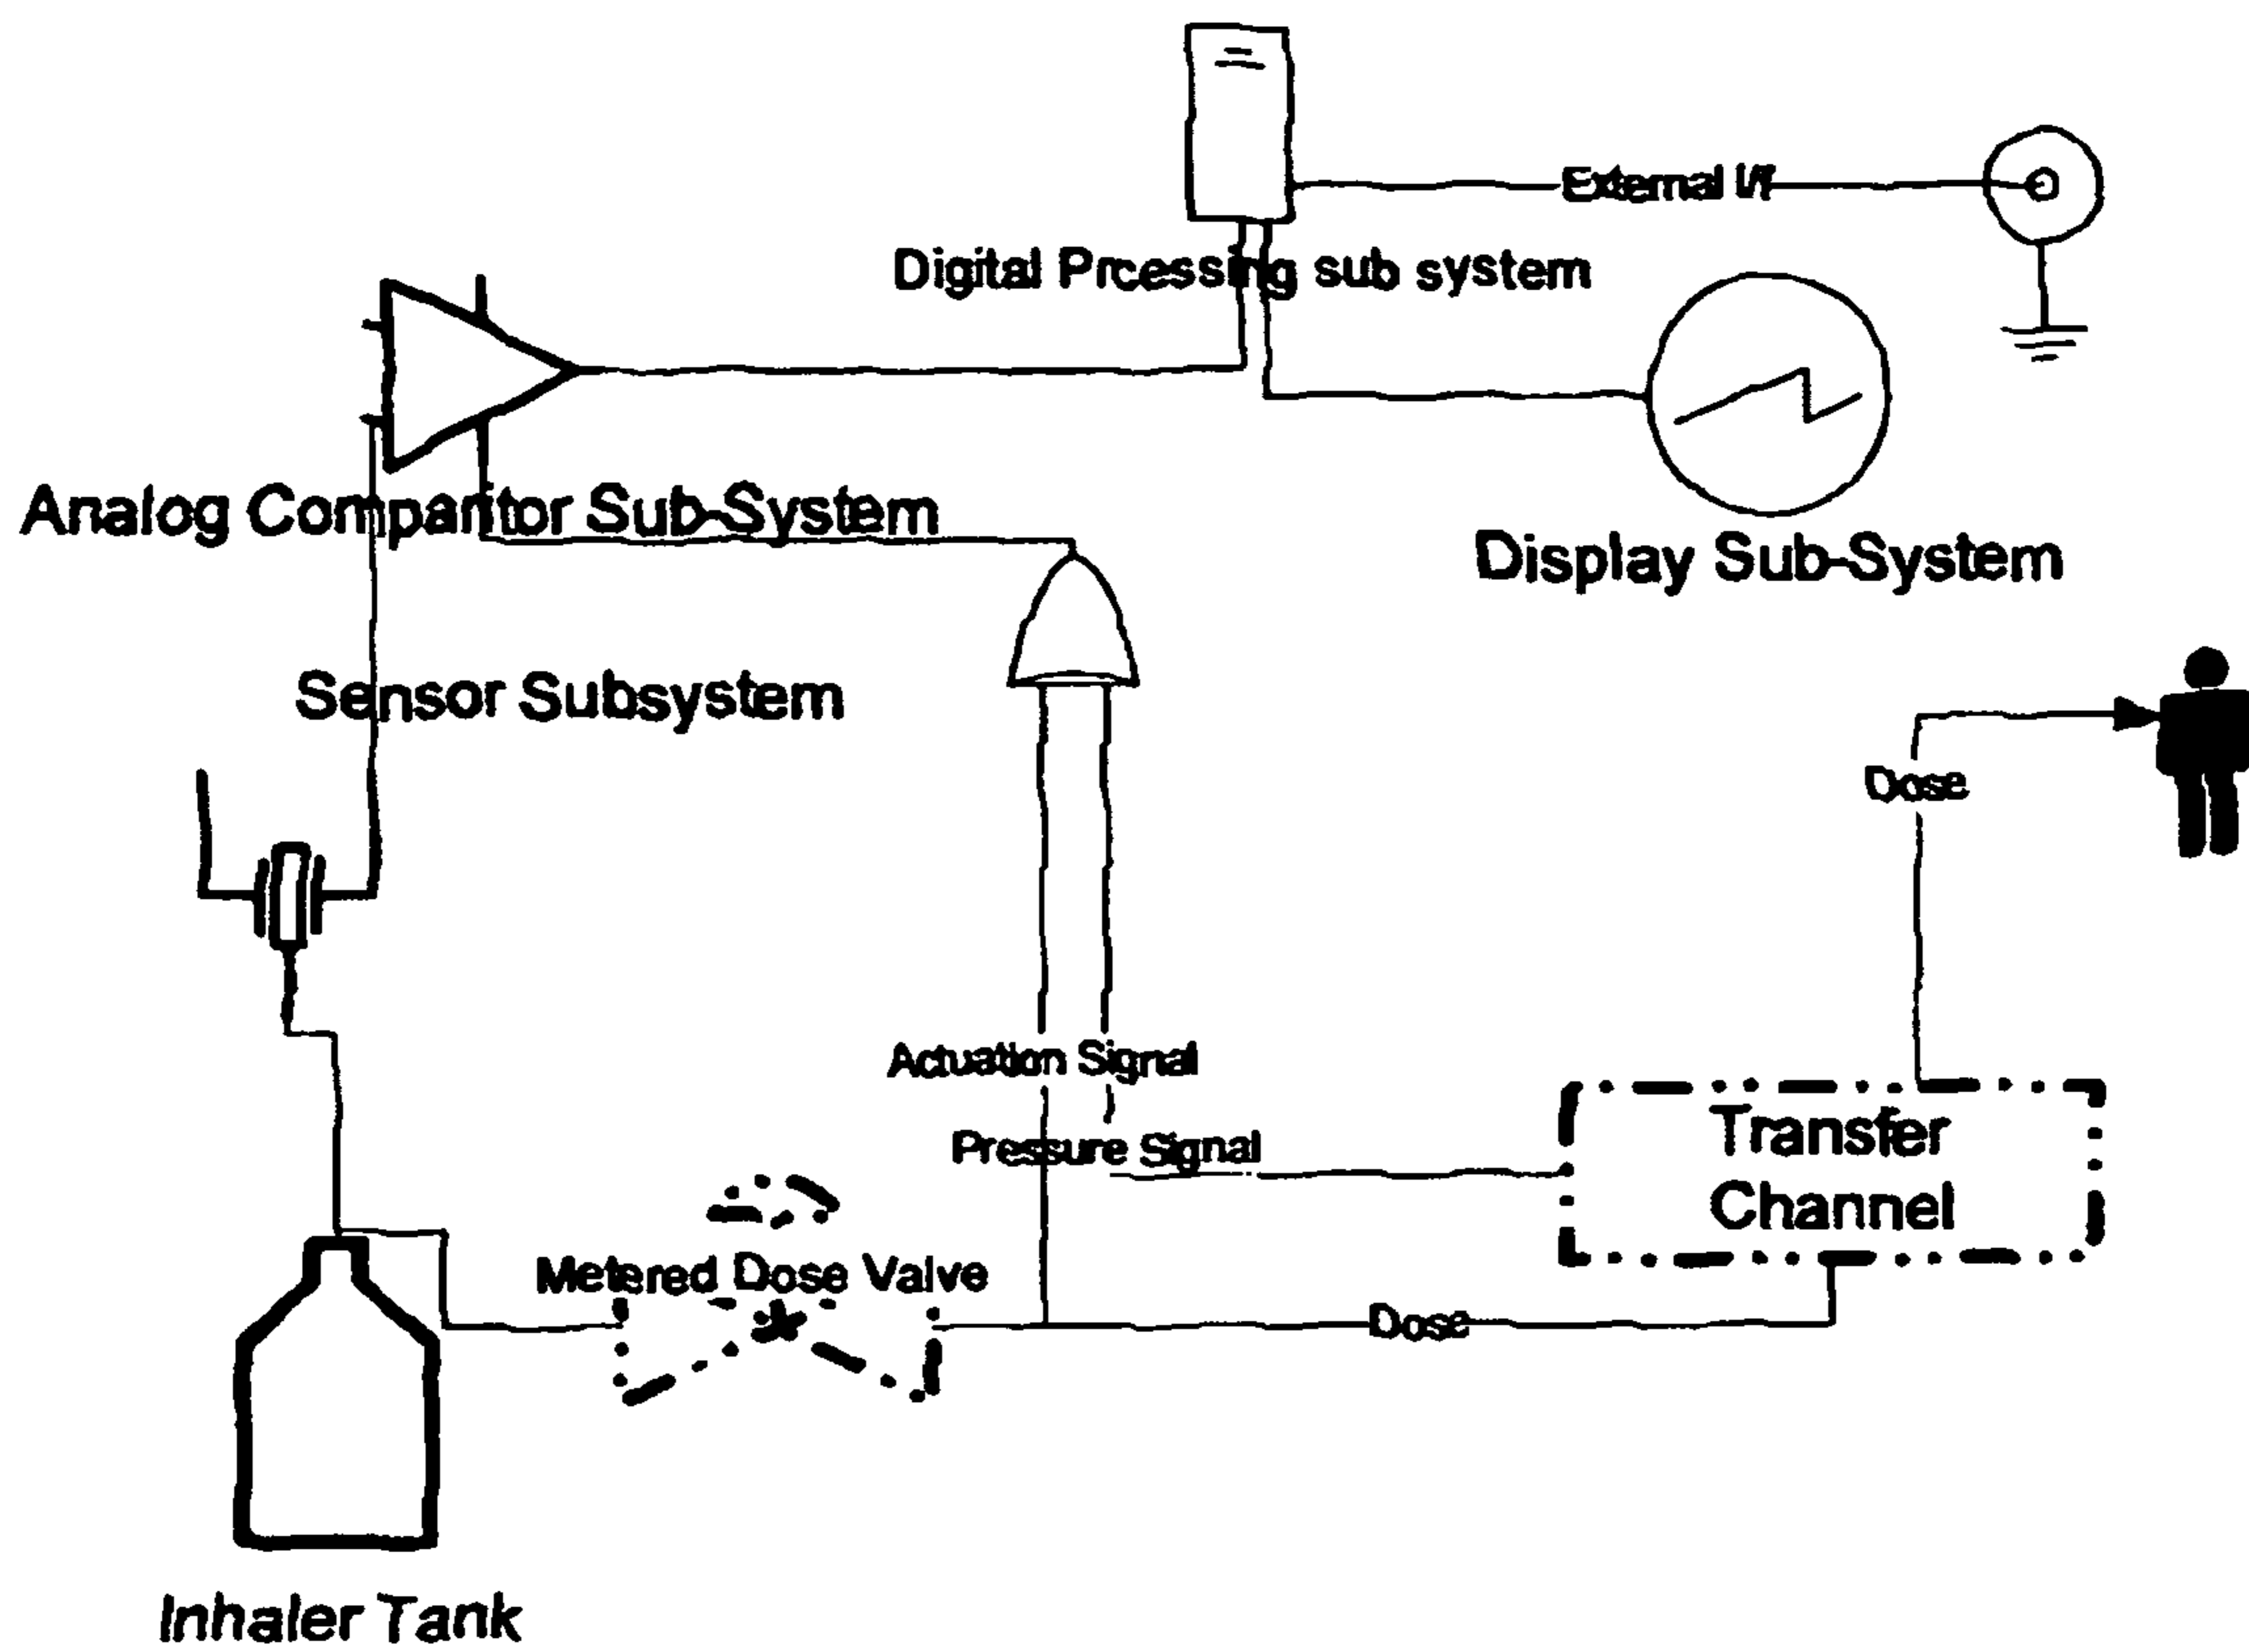 External I/f
Digital Prcessing sub system
Analog Comparitor Sub-System
Display Sub-System
Sensor Subsystem
Dose
Actuation Signal
Pressure Signal
Transfer
Channel
Metered Dose Valve
Dose
Inhaler Tank